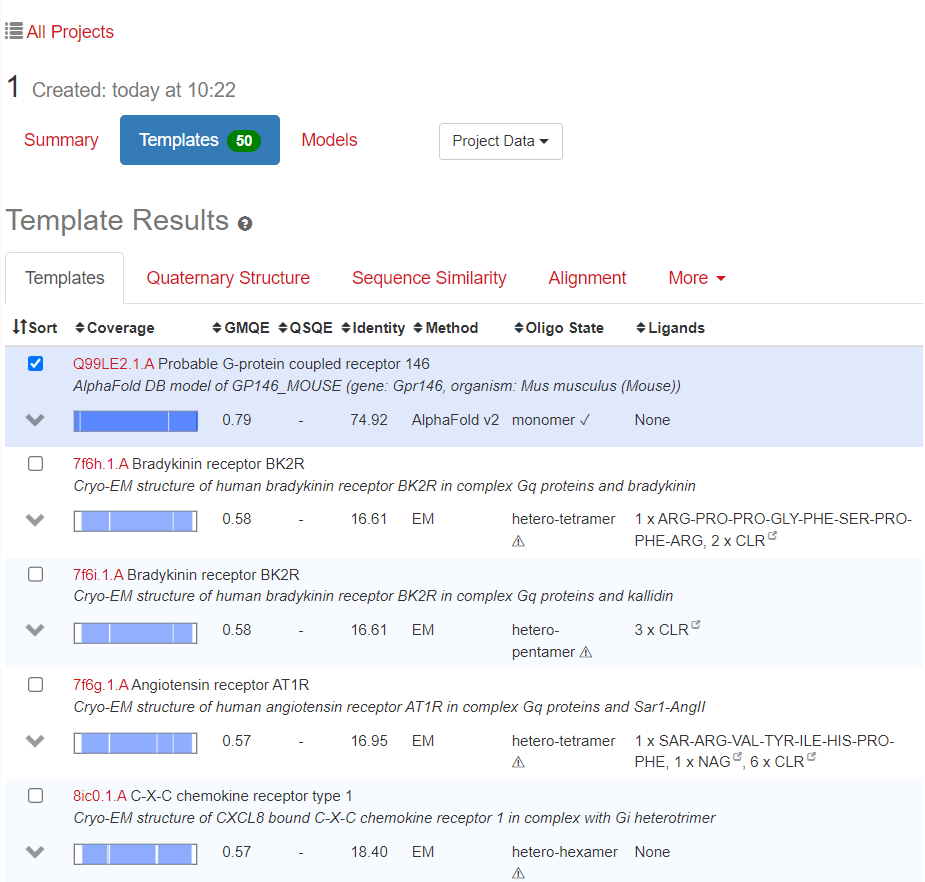 All Projects
1 Created: today at 10:22
Summary Templates 50 Models Project Data
Template Results
Templates Quaternary Structure Sequence Similarity Alignment More
Sort Coverage GMQE QSQE Identity Method Oligo State Ligands
Q99LE2.1.A Probable G-protein coupled receptor 146
AlphaFold DB model of GP146_MOUSE (gene: Gpr146, organism: Mus musculus (Mouse))
0.79 - 74.92 AlphaFold v2 monomer ✓ None
7f6h.1.A Bradykinin receptor BK2R
Cryo-EM structure of human bradykinin receptor BK2R in complex Gq proteins and bradykinin
0.58 - 16.61 EM hetero-tetramer 1 x ARG-PRO-PRO-GLY-PHE-SER-PRO-
⚠ PHE-ARG, 2 x CLR
7f6i.1.A Bradykinin receptor BK2R
Cryo-EM structure of human bradykinin receptor BK2R in complex Gq proteins and kallidin
0.58 - 16.61 EM hetero- 3 x CLR
pentamer ⚠
7f6g.1.A Angiotensin receptor AT1R
Cryo-EM structure of human angiotensin receptor AT1R in complex Gq proteins and Sar1-AngII
0.57 - 16.95 EM hetero-tetramer 1 x SAR-ARG-VAL-TYR-ILE-HIS-PRO-
⚠ PHE, 1 x NAG, 6 x CLR
8ic0.1.A C-X-C chemokine receptor type 1
Cryo-EM structure of CXCL8 bound C-X-C chemokine receptor 1 in complex with Gi heterotrimer
0.57 - 18.40 EM hetero-hexamer None
⚠